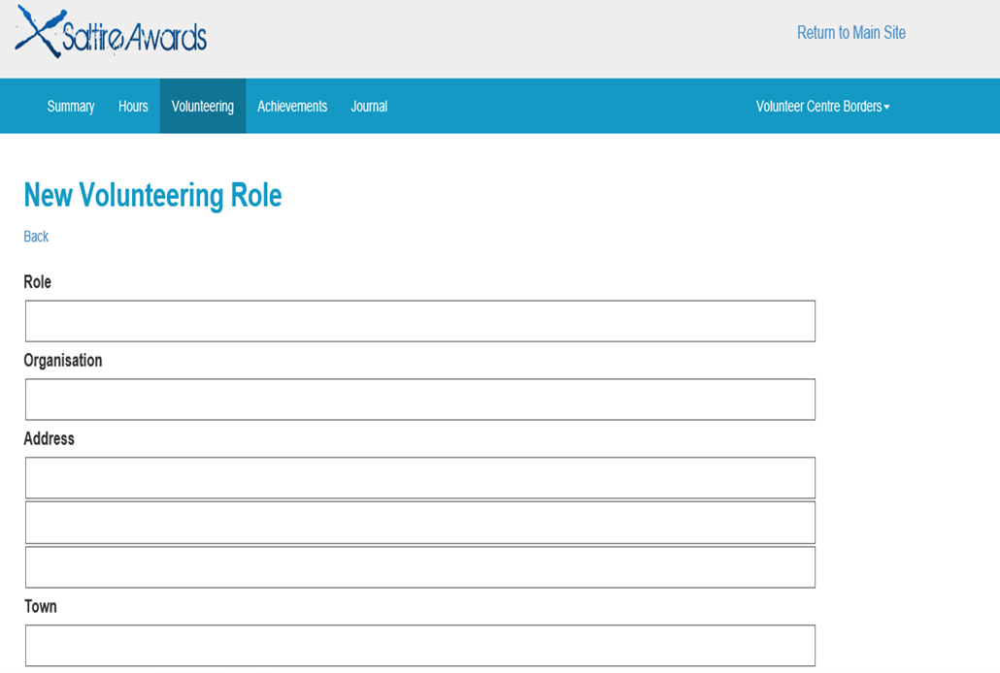 Saltire Awards
Return to Main Site
Summary Hours Volunteering Achievements Journal Volunteer Centre Borders
New Volunteering Role
Back
Role
Organisation
Address
Town